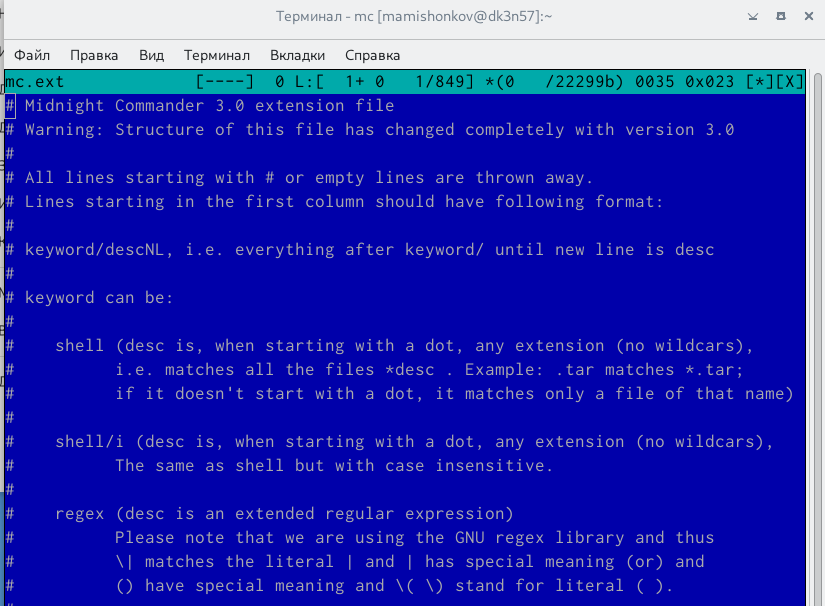 Терминал - mc [mamishonkov@dk3n57]:~
Файл Правка Вид Терминал Вкладки Справка
mc.ext [----] 0 L:[ 1+ 0 1/849] *(0 /22299b) 0035 0x023 [*][X]
# Midnight Commander 3.0 extension file
# Warning: Structure of this file has changed completely with version 3.0
#
# All lines starting with # or empty lines are thrown away.
# Lines starting in the first column should have following format:
#
# keyword/descNL, i.e. everything after keyword/ until new line is desc
#
# keyword can be:
#
# shell (desc is, when starting with a dot, any extension (no wildcars),
# i.e. matches all the files *desc . Example: .tar matches *.tar;
# if it doesn't start with a dot, it matches only a file of that name)
#
# shell/i (desc is, when starting with a dot, any extension (no wildcars),
# The same as shell but with case insensitive.
#
# regex (desc is an extended regular expression)
# Please note that we are using the GNU regex library and thus
# \| matches the literal | and | has special meaning (or) and
# () have special meaning and \( \) stand for literal ( ).